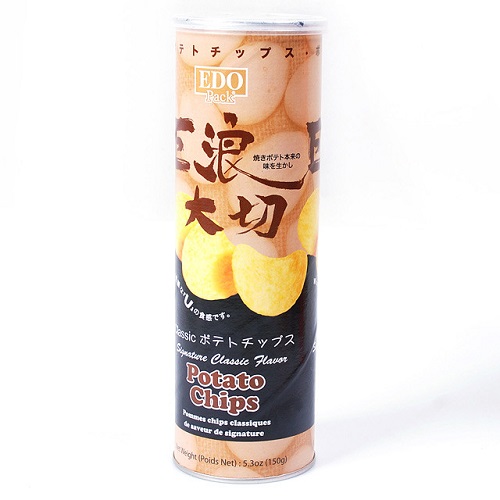 テトチップス・ポ
EDO
Pack
巨浪
大切
焼きポテト本来の
味を生かし
の食感です。
Classic ポテトチップス
Signature Classic Flavor
Potato
Chips
Pommes chips classiques
de saveur de signature
Net Weight (Poids Net) : 5.3oz (150g)